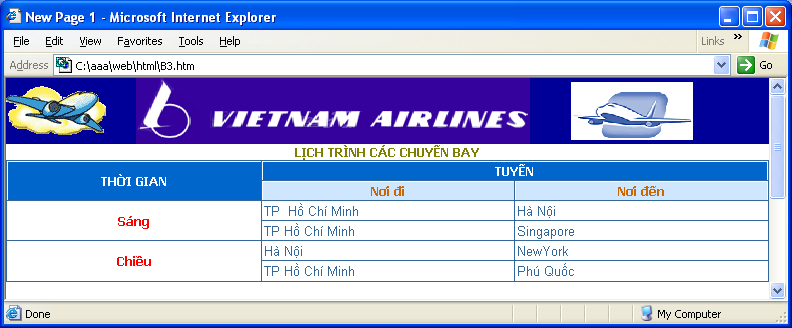 New Page 1 - Microsoft Internet Explorer
File Edit View Favorites Tools Help Links »
Address C:\aaa\web\html\B3.htm Go
VIETNAM AIRLINES
LỊCH TRÌNH CÁC CHUYẾN BAY
THỜI GIAN TUYẾN
Nơi đi Nơi đến
Sáng TP Hồ Chí Minh Hà Nội
TP Hồ Chí Minh Singapore
Chiều Hà Nội NewYork
TP Hồ Chí Minh Phú Quốc
Done My Computer